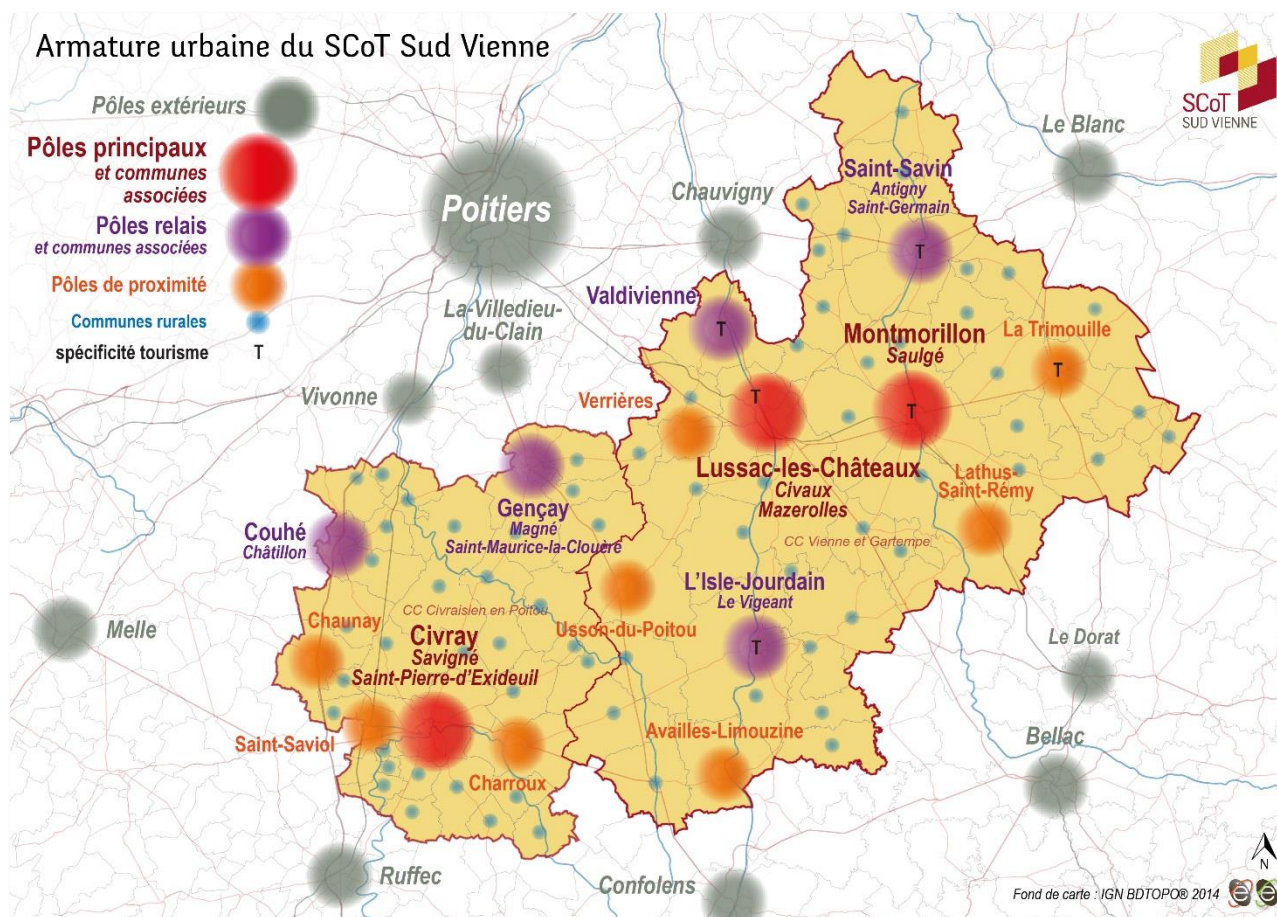 Armature urbaine du SCoT Sud Vienne
Pôles extérieurs
Pôles principaux
et communes
associées
Pôles relais
et communes associées
Pôles de proximité
Communes rurales
spécificité tourisme T
SCoT
SUD VIENNE
Poitiers
Chauvigny
Le Blanc
Saint-Savin
Antigny
Saint-Germain
T
La-Villedieu-
du-Clain
Valdivienne
T
Montmorillon
Saulgé
T
La Trimouille
T
Vivonne
Verrières
T
Lussac-les-Châteaux
Civaux
Mazerolles
Lathus-
Saint-Rémy
Gençay
Magné
Saint-Maurice-la-Clouère
Couhé
Châtillon
CC Vienne et Gartempe
L'Isle-Jourdain
Le Vigeant
T
CC Civraisien en Poitou
Chaunay
Usson-du-Poitou
Melle
Civray
Savigné
Saint-Pierre-d'Exideuil
Le Dorat
Saint-Saviol
Availles-Limouzine
Bellac
Charroux
Ruffec
Confolens
N
Fond de carte : IGN BDTOPO® 2014
é é